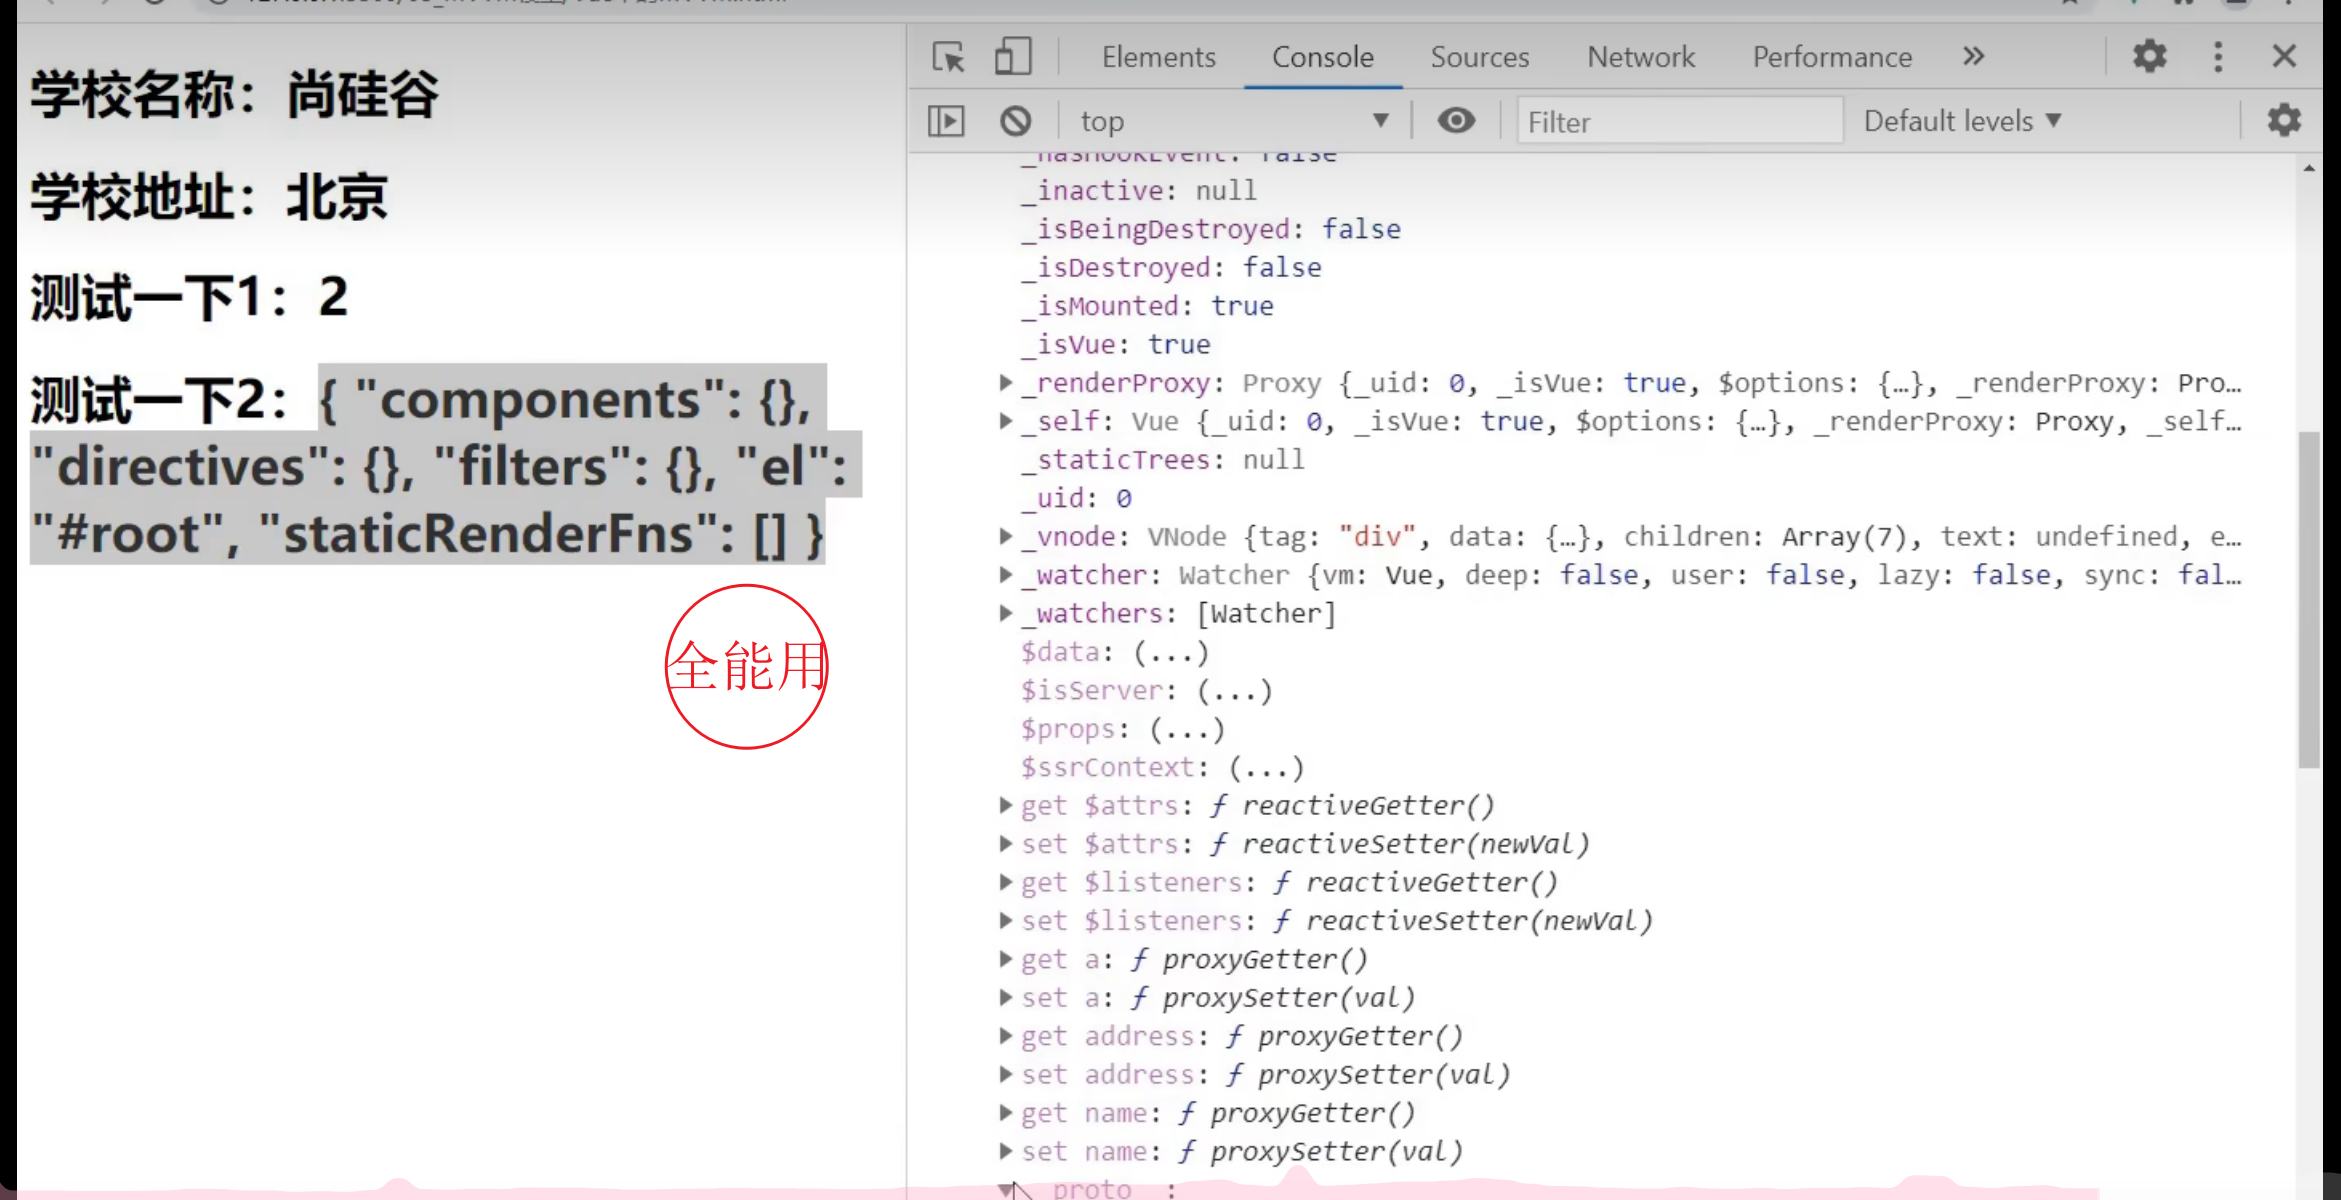 学校名称：尚硅谷
学校地址：北京
测试一下1：2
测试一下2：{ "components": {},
"directives": {}, "filters": {}, "el":
"#root", "staticRenderFns": [] }
全能用
Elements Console Sources Network Performance
top Filter Default levels
_hasHookEvent: false
_inactive: null
_isBeingDestroyed: false
_isDestroyed: false
_isMounted: true
_isVue: true
_renderProxy: Proxy {_uid: 0, _isVue: true, $options: {…}, _renderProxy: Pro…
_self: Vue {_uid: 0, _isVue: true, $options: {…}, _renderProxy: Proxy, _self…
_staticTrees: null
_uid: 0
_vnode: VNode {tag: "div", data: {…}, children: Array(7), text: undefined, e…
_watcher: Watcher {vm: Vue, deep: false, user: false, lazy: false, sync: fal…
_watchers: [Watcher]
$data: (...)
$isServer: (...)
$props: (...)
$ssrContext: (...)
get $attrs: ƒ reactiveGetter()
set $attrs: ƒ reactiveSetter(newVal)
get $listeners: ƒ reactiveGetter()
set $listeners: ƒ reactiveSetter(newVal)
get a: ƒ proxyGetter()
set a: ƒ proxySetter(val)
get address: ƒ proxyGetter()
set address: ƒ proxySetter(val)
get name: ƒ proxyGetter()
set name: ƒ proxySetter(val)
proto :